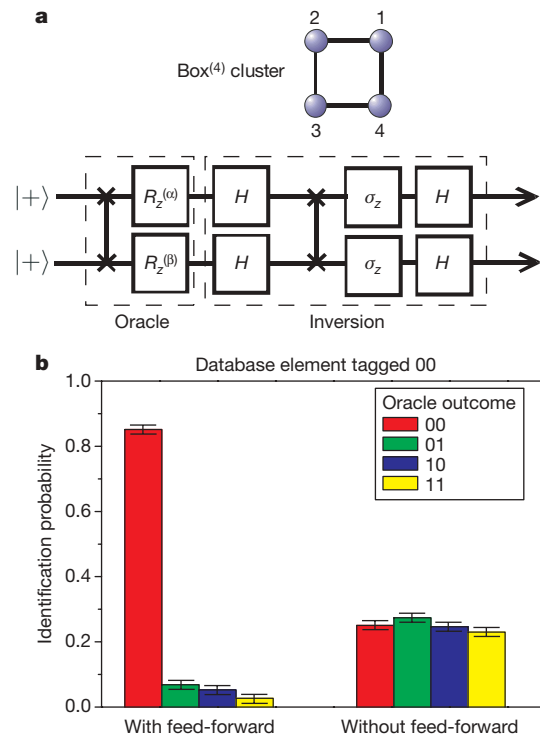 a
2 1
Box(4) cluster
3 4
|+⟩ Rz(α) H σz H
|+⟩ Rz(β) H σz H
Oracle Inversion
b
Database element tagged 00
1.0
0.8
0.6
0.4
0.2
0.0
Identification probability
Oracle outcome
00
01
10
11
With feed-forward Without feed-forward